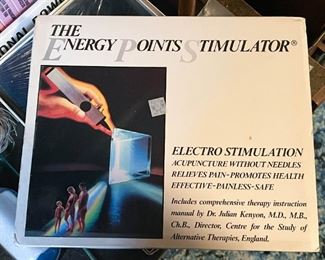 THE
ENERGY POINTS STIMULATOR®
ELECTRO STIMULATION
ACUPUNCTURE WITHOUT NEEDLES
RELIEVES PAIN-PROMOTES HEALTH
EFFECTIVE-PAINLESS-SAFE
Includes comprehensive therapy instruction
manual by Dr. Julian Kenyon, M.D., M.B.,
Ch.B., Director, Centre for the Study of
Alternative Therapies, England.